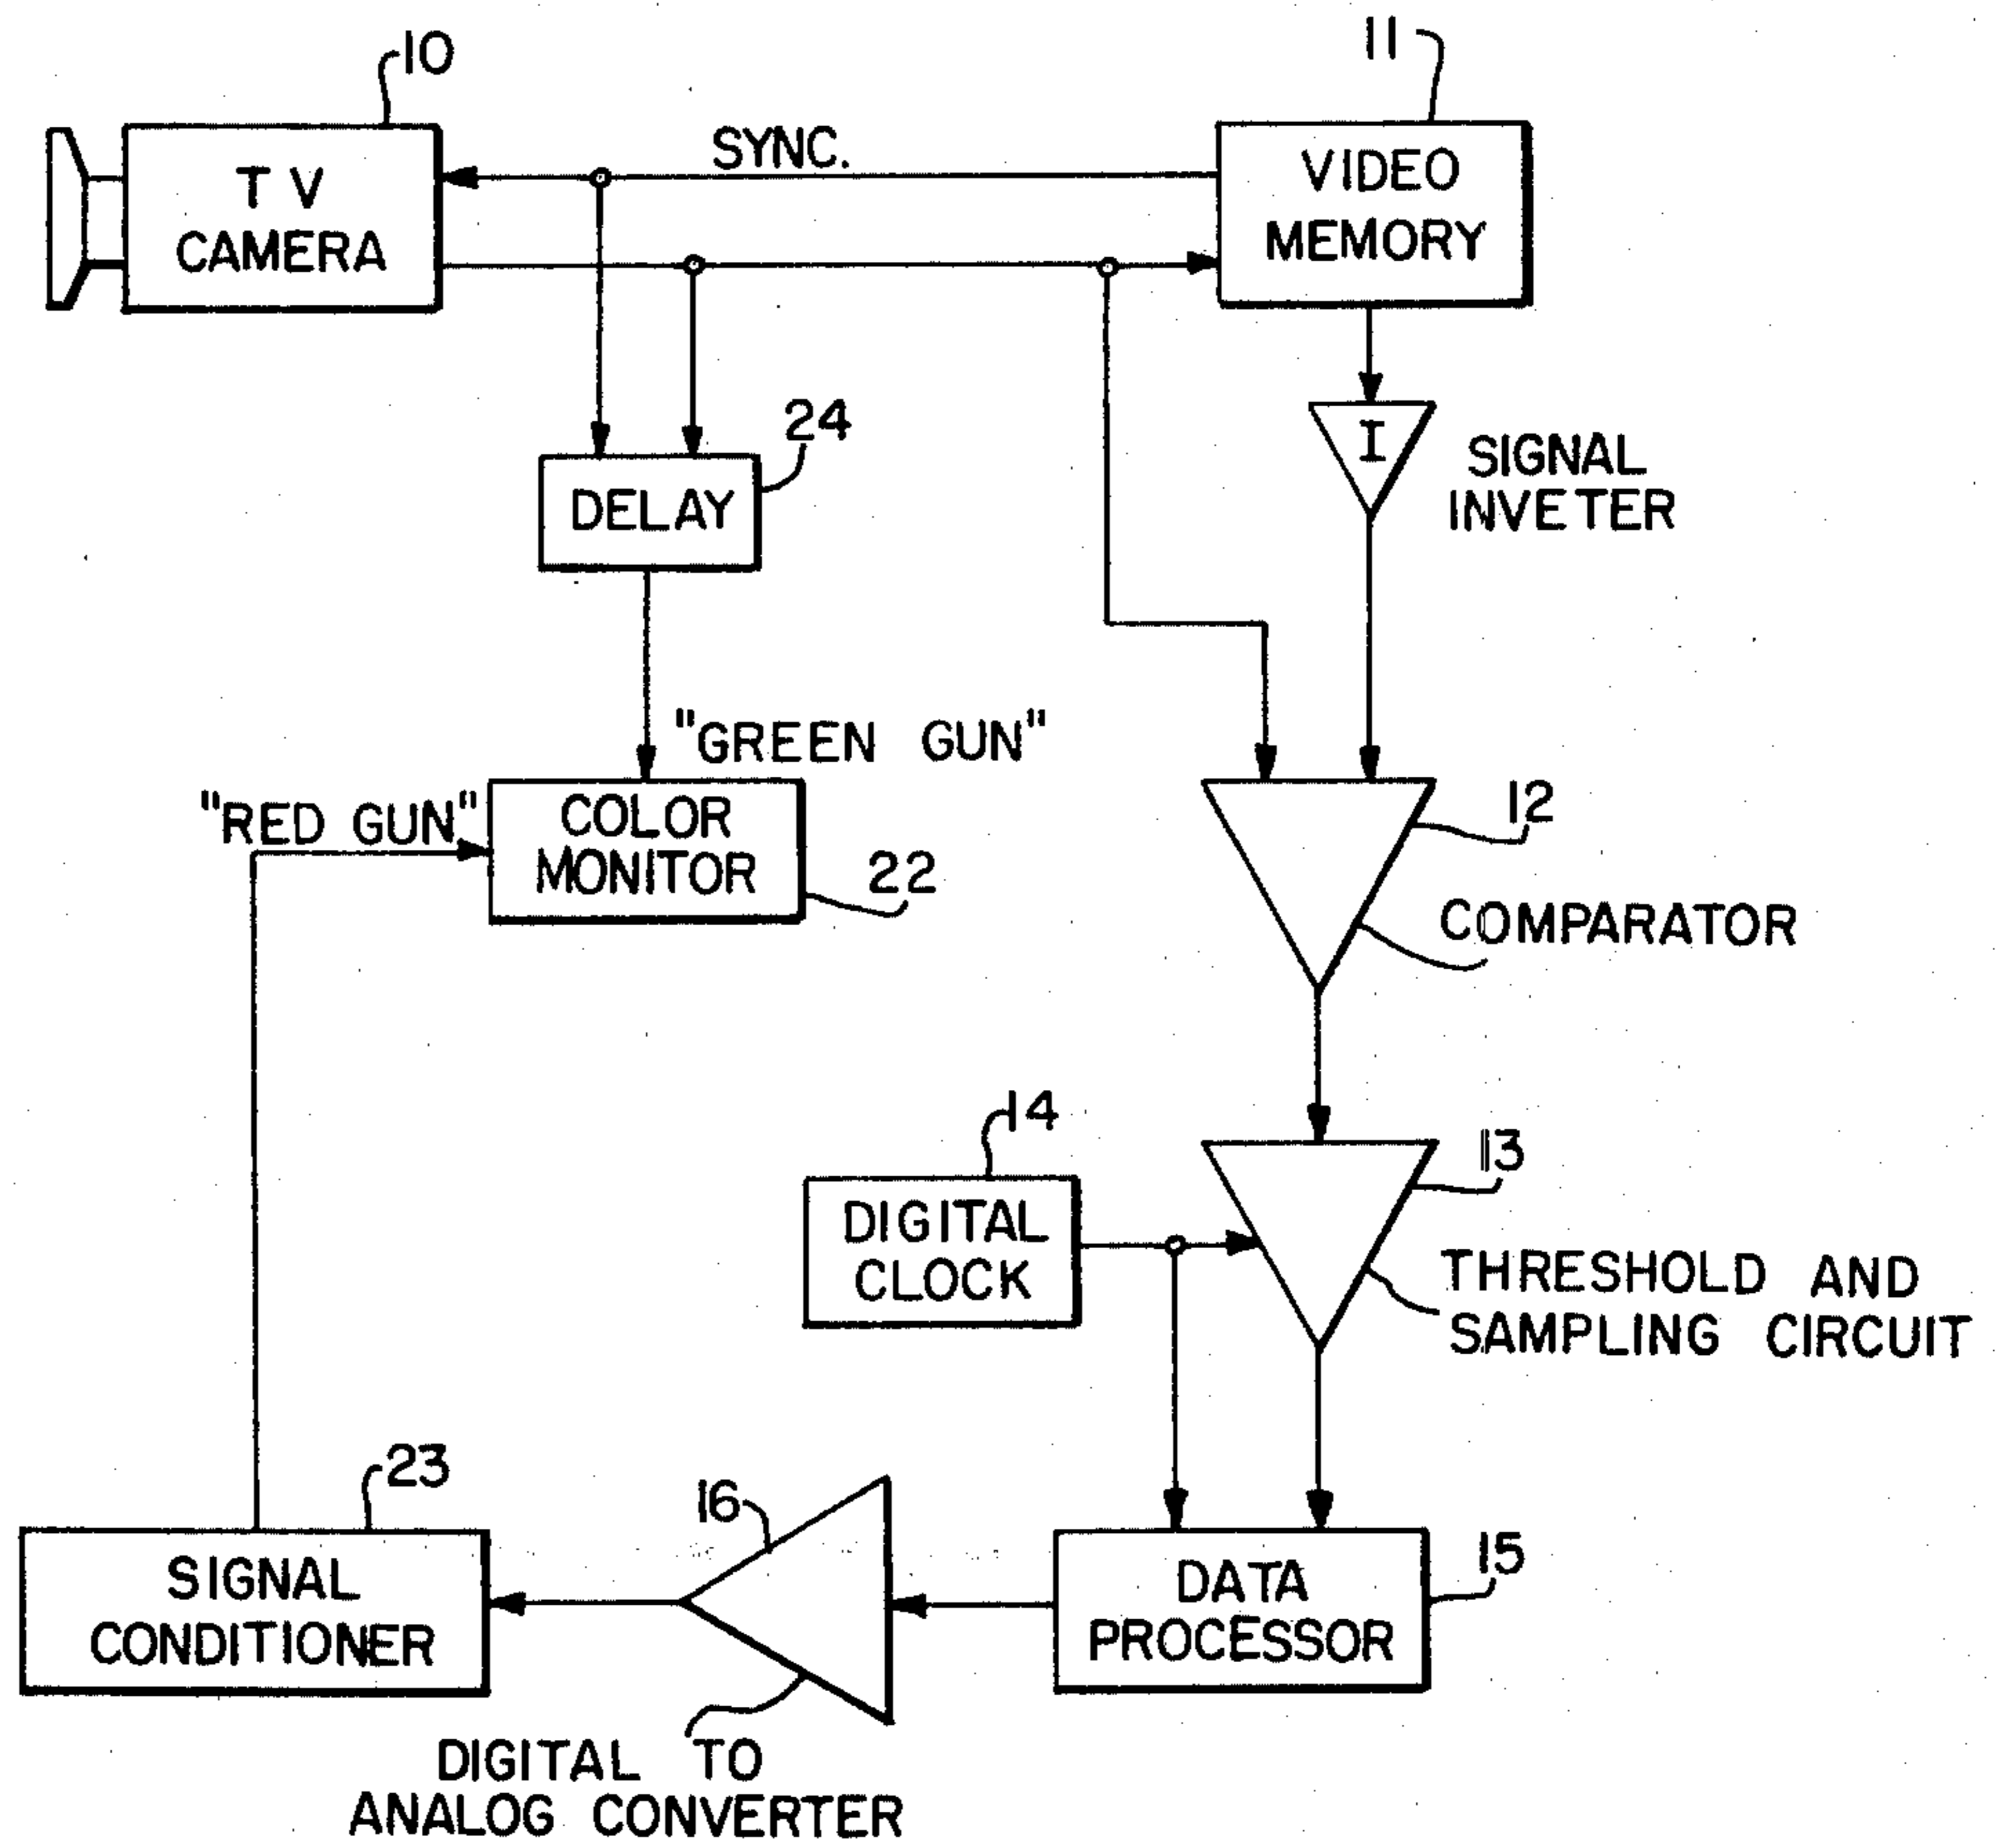 10
11
SYNC.
TV
CAMERA
VIDEO
MEMORY
24
I
SIGNAL
INVETER
DELAY
"GREEN GUN"
"RED GUN"
COLOR
MONITOR
22
12
COMPARATOR
14
13
DIGITAL
CLOCK
THRESHOLD AND
SAMPLING CIRCUIT
23
16
15
SIGNAL
CONDITIONER
DATA
PROCESSOR
DIGITAL TO
ANALOG CONVERTER